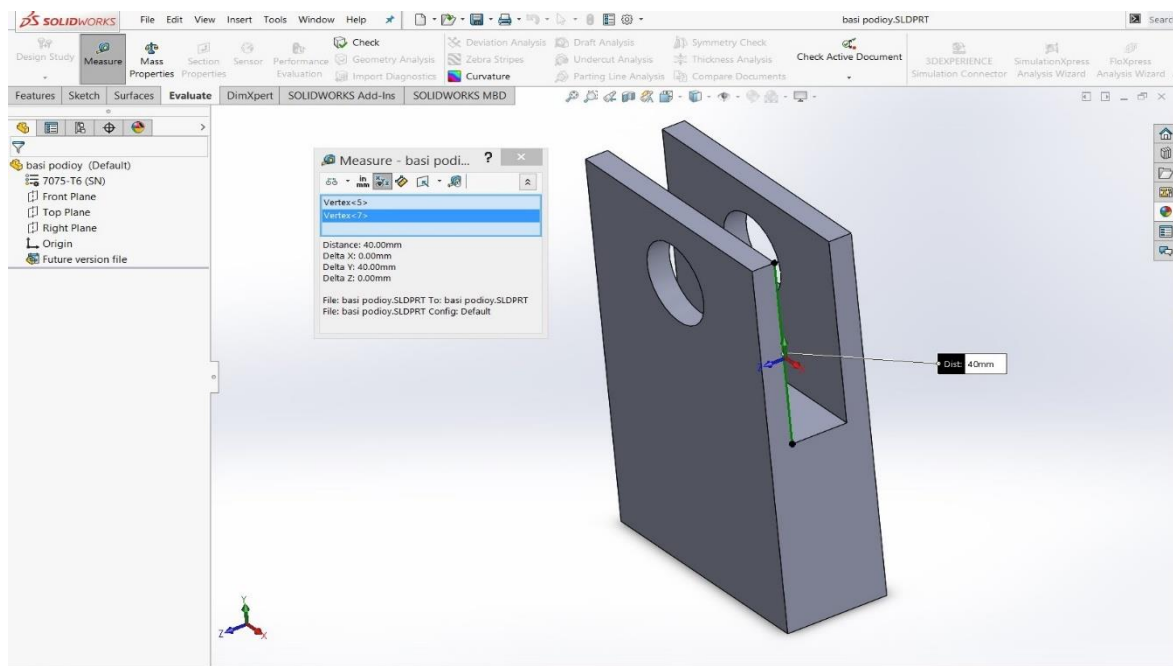 SOLIDWORKS File Edit View Insert Tools Window Help basi podioy.SLDPRT Searc
Design Study
Measure
Mass Properties
Section Properties
Sensor
Performance Evaluation
Check
Geometry Analysis
Import Diagnostics
Deviation Analysis
Zebra Stripes
Curvature
Draft Analysis
Undercut Analysis
Parting Line Analysis
Symmetry Check
Thickness Analysis
Compare Documents
Check Active Document
3DEXPERIENCE Simulation Connector
SimulationXpress Analysis Wizard
FloXpress Analysis Wizard
Features Sketch Surfaces Evaluate DimXpert SOLIDWORKS Add-Ins SOLIDWORKS MBD
basi podioy (Default)
7075-T6 (SN)
Front Plane
Top Plane
Right Plane
Origin
Future version file
Measure - basi podi... ?
in
mm
Vertex<5>
Vertex<7>
Distance: 40.00mm
Delta X: 0.00mm
Delta Y: 40.00mm
Delta Z: 0.00mm
File: basi podioy.SLDPRT To: basi podioy.SLDPRT
File: basi podioy.SLDPRT Config: Default
Dist: 40mm
Y
Z X